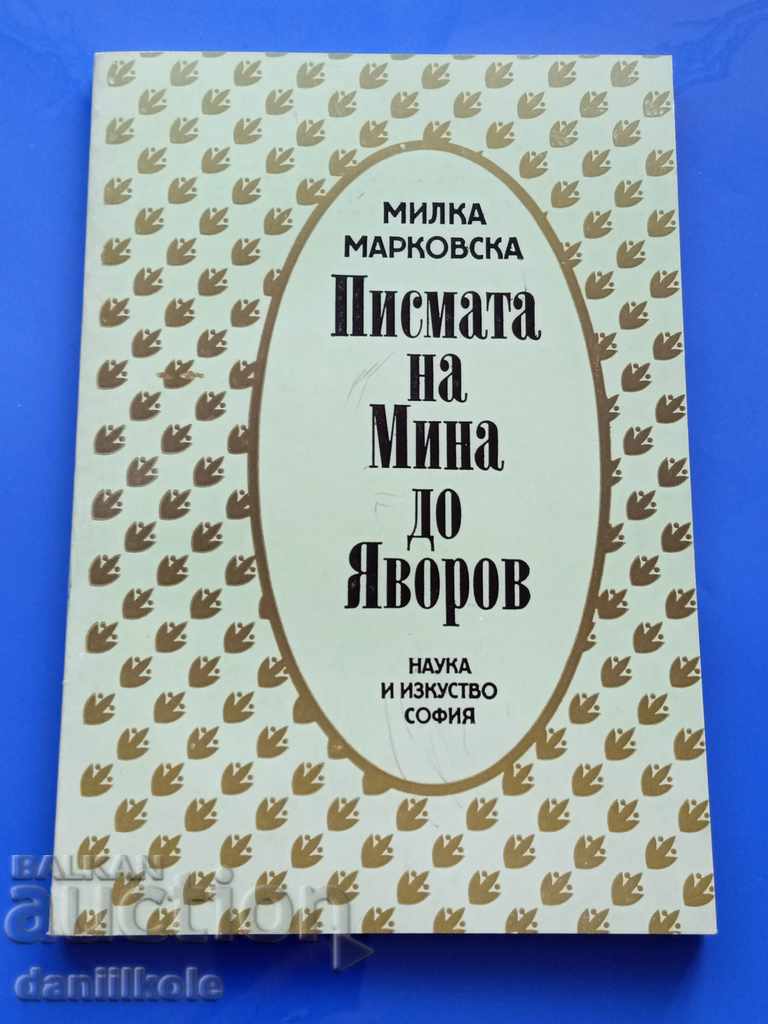 МИЛКА
МАРКОВСКА
Писмата
на
Мина
до
Яворов
НАУКА
И ИЗКУСТВО
СОФИЯ
BALKAN
auction
daniilkole